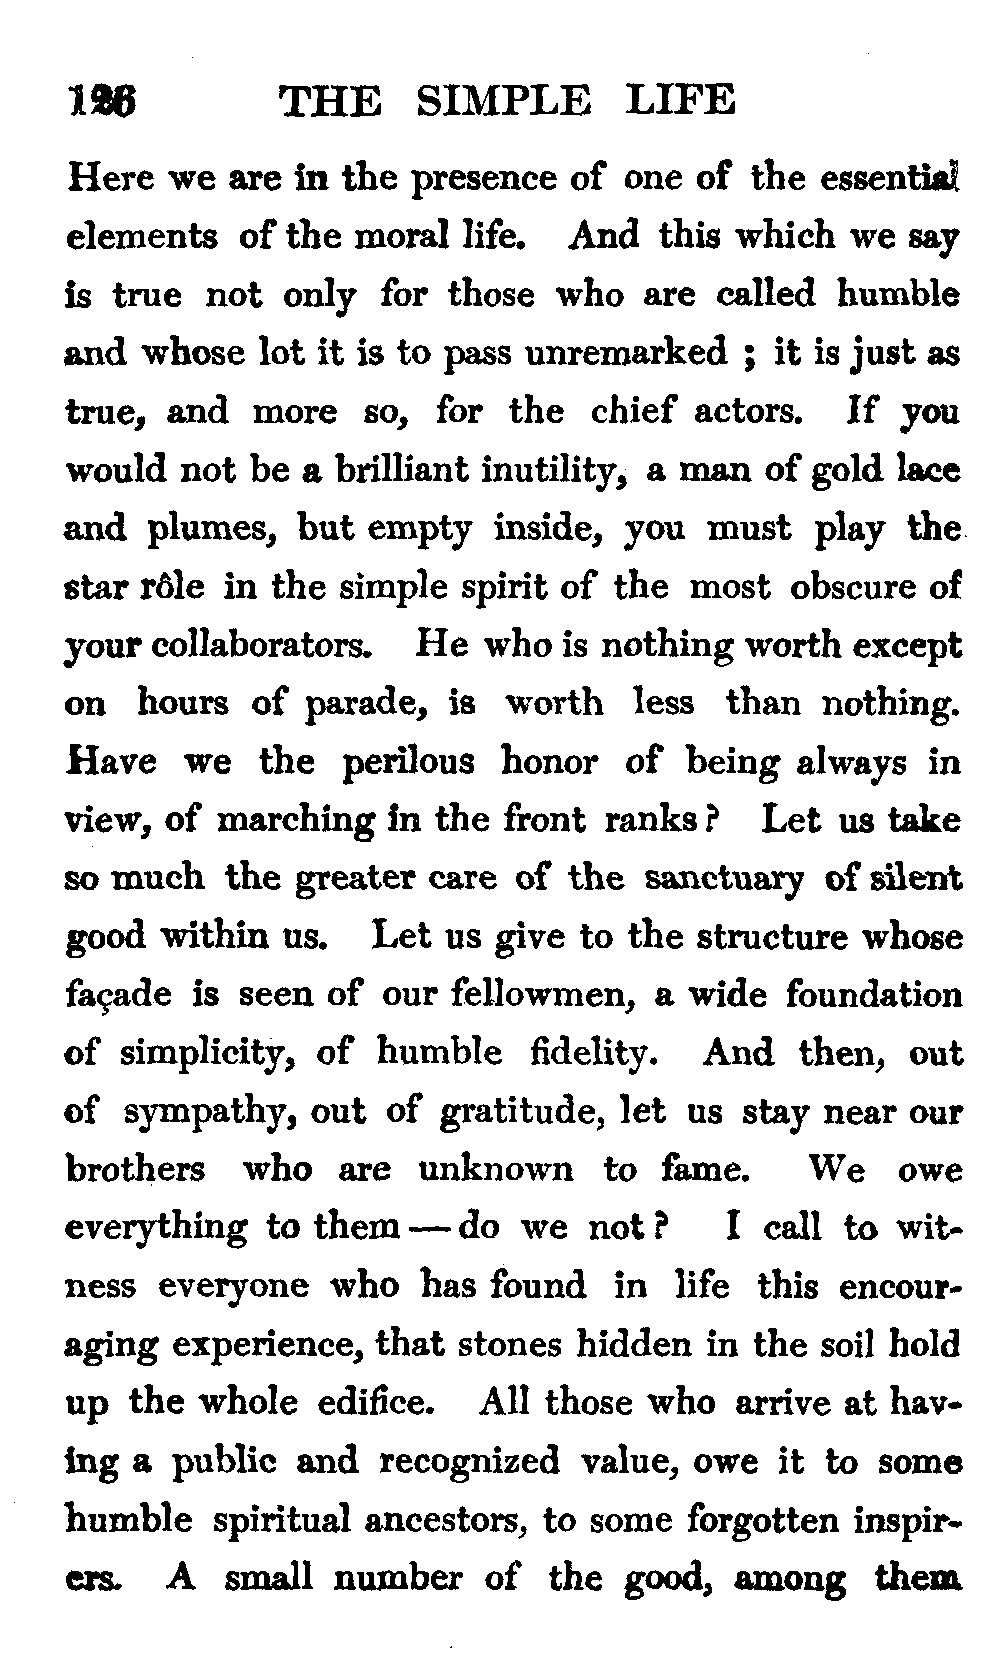 126 THE SIMPLE LIFE
Here we are in the presence of one of the essential
elements of the moral life. And this which we say
is true not only for those who are called humble
and whose lot it is to pass unremarked ; it is just as
true, and more so, for the chief actors. If you
would not be a brilliant inutility, a man of gold lace
and plumes, but empty inside, you must play the
star rôle in the simple spirit of the most obscure of
your collaborators. He who is nothing worth except
on hours of parade, is worth less than nothing.
Have we the perilous honor of being always in
view, of marching in the front ranks? Let us take
so much the greater care of the sanctuary of silent
good within us. Let us give to the structure whose
façade is seen of our fellowmen, a wide foundation
of simplicity, of humble fidelity. And then, out
of sympathy, out of gratitude, let us stay near our
brothers who are unknown to fame. We owe
everything to them — do we not? I call to wit-
ness everyone who has found in life this encour-
aging experience, that stones hidden in the soil hold
up the whole edifice. All those who arrive at hav-
ing a public and recognized value, owe it to some
humble spiritual ancestors, to some forgotten inspir-
ers. A small number of the good, among them